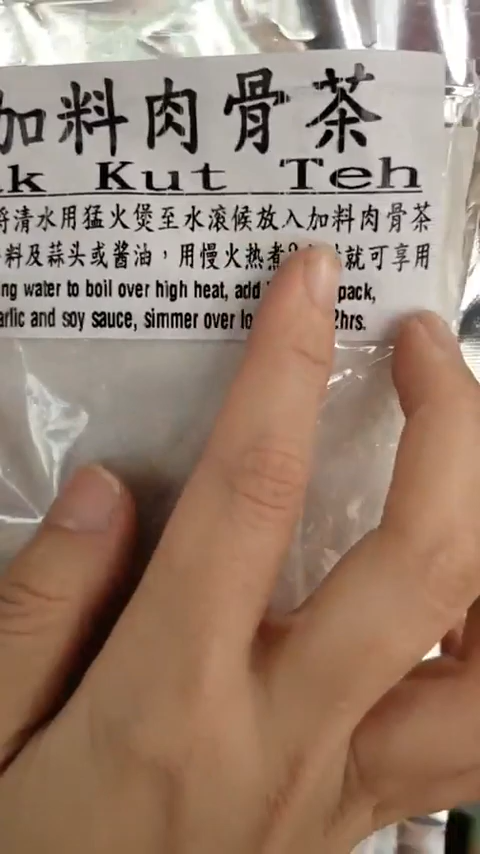 加料肉骨茶
k Kut Teh
将清水用猛火煲至水滚候放入加料肉骨茶
料及蒜头或酱油，用慢火热煮2就可享用
ng water to boil over high heat, add pack,
arlic and soy sauce, simmer over lo 2hrs.